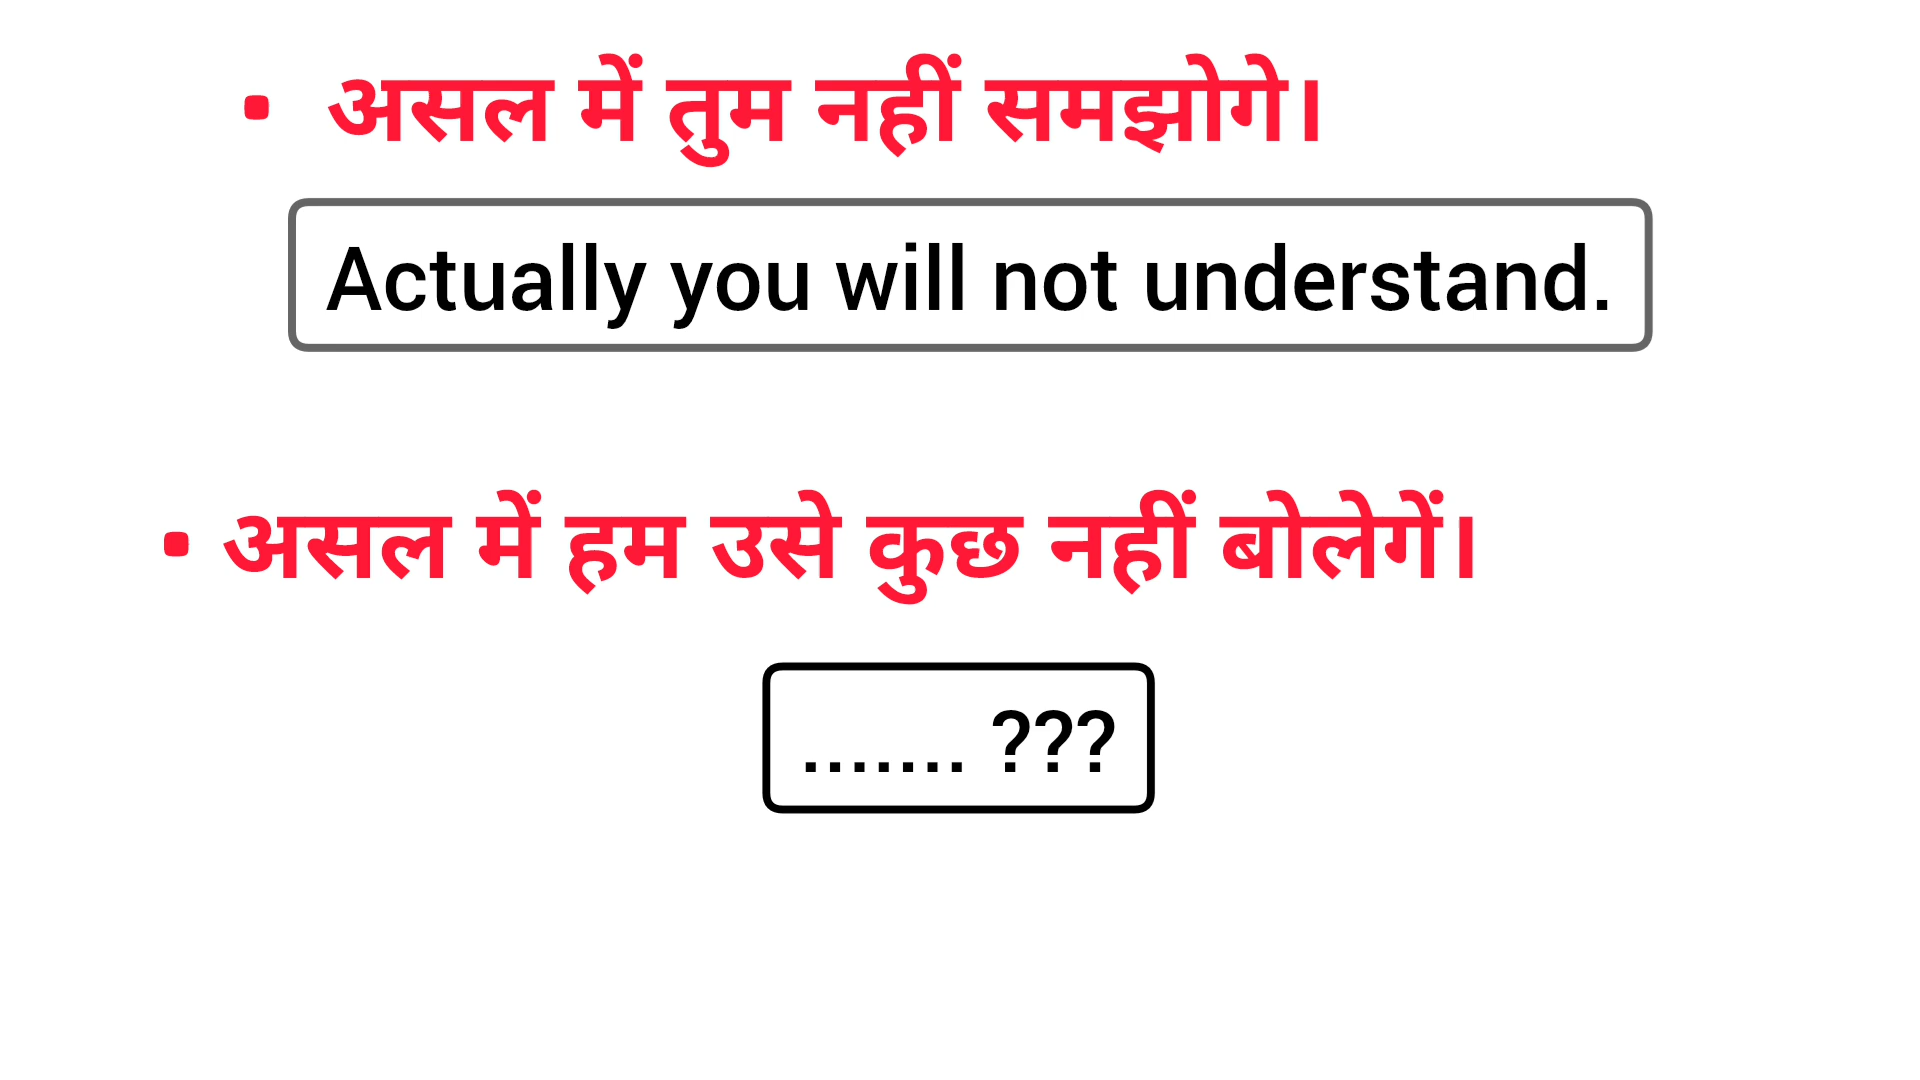 • असल में तुम नहीं समझोगे।
Actually you will not understand.
• असल में हम उसे कुछ नहीं बोलेगें।
....... ???